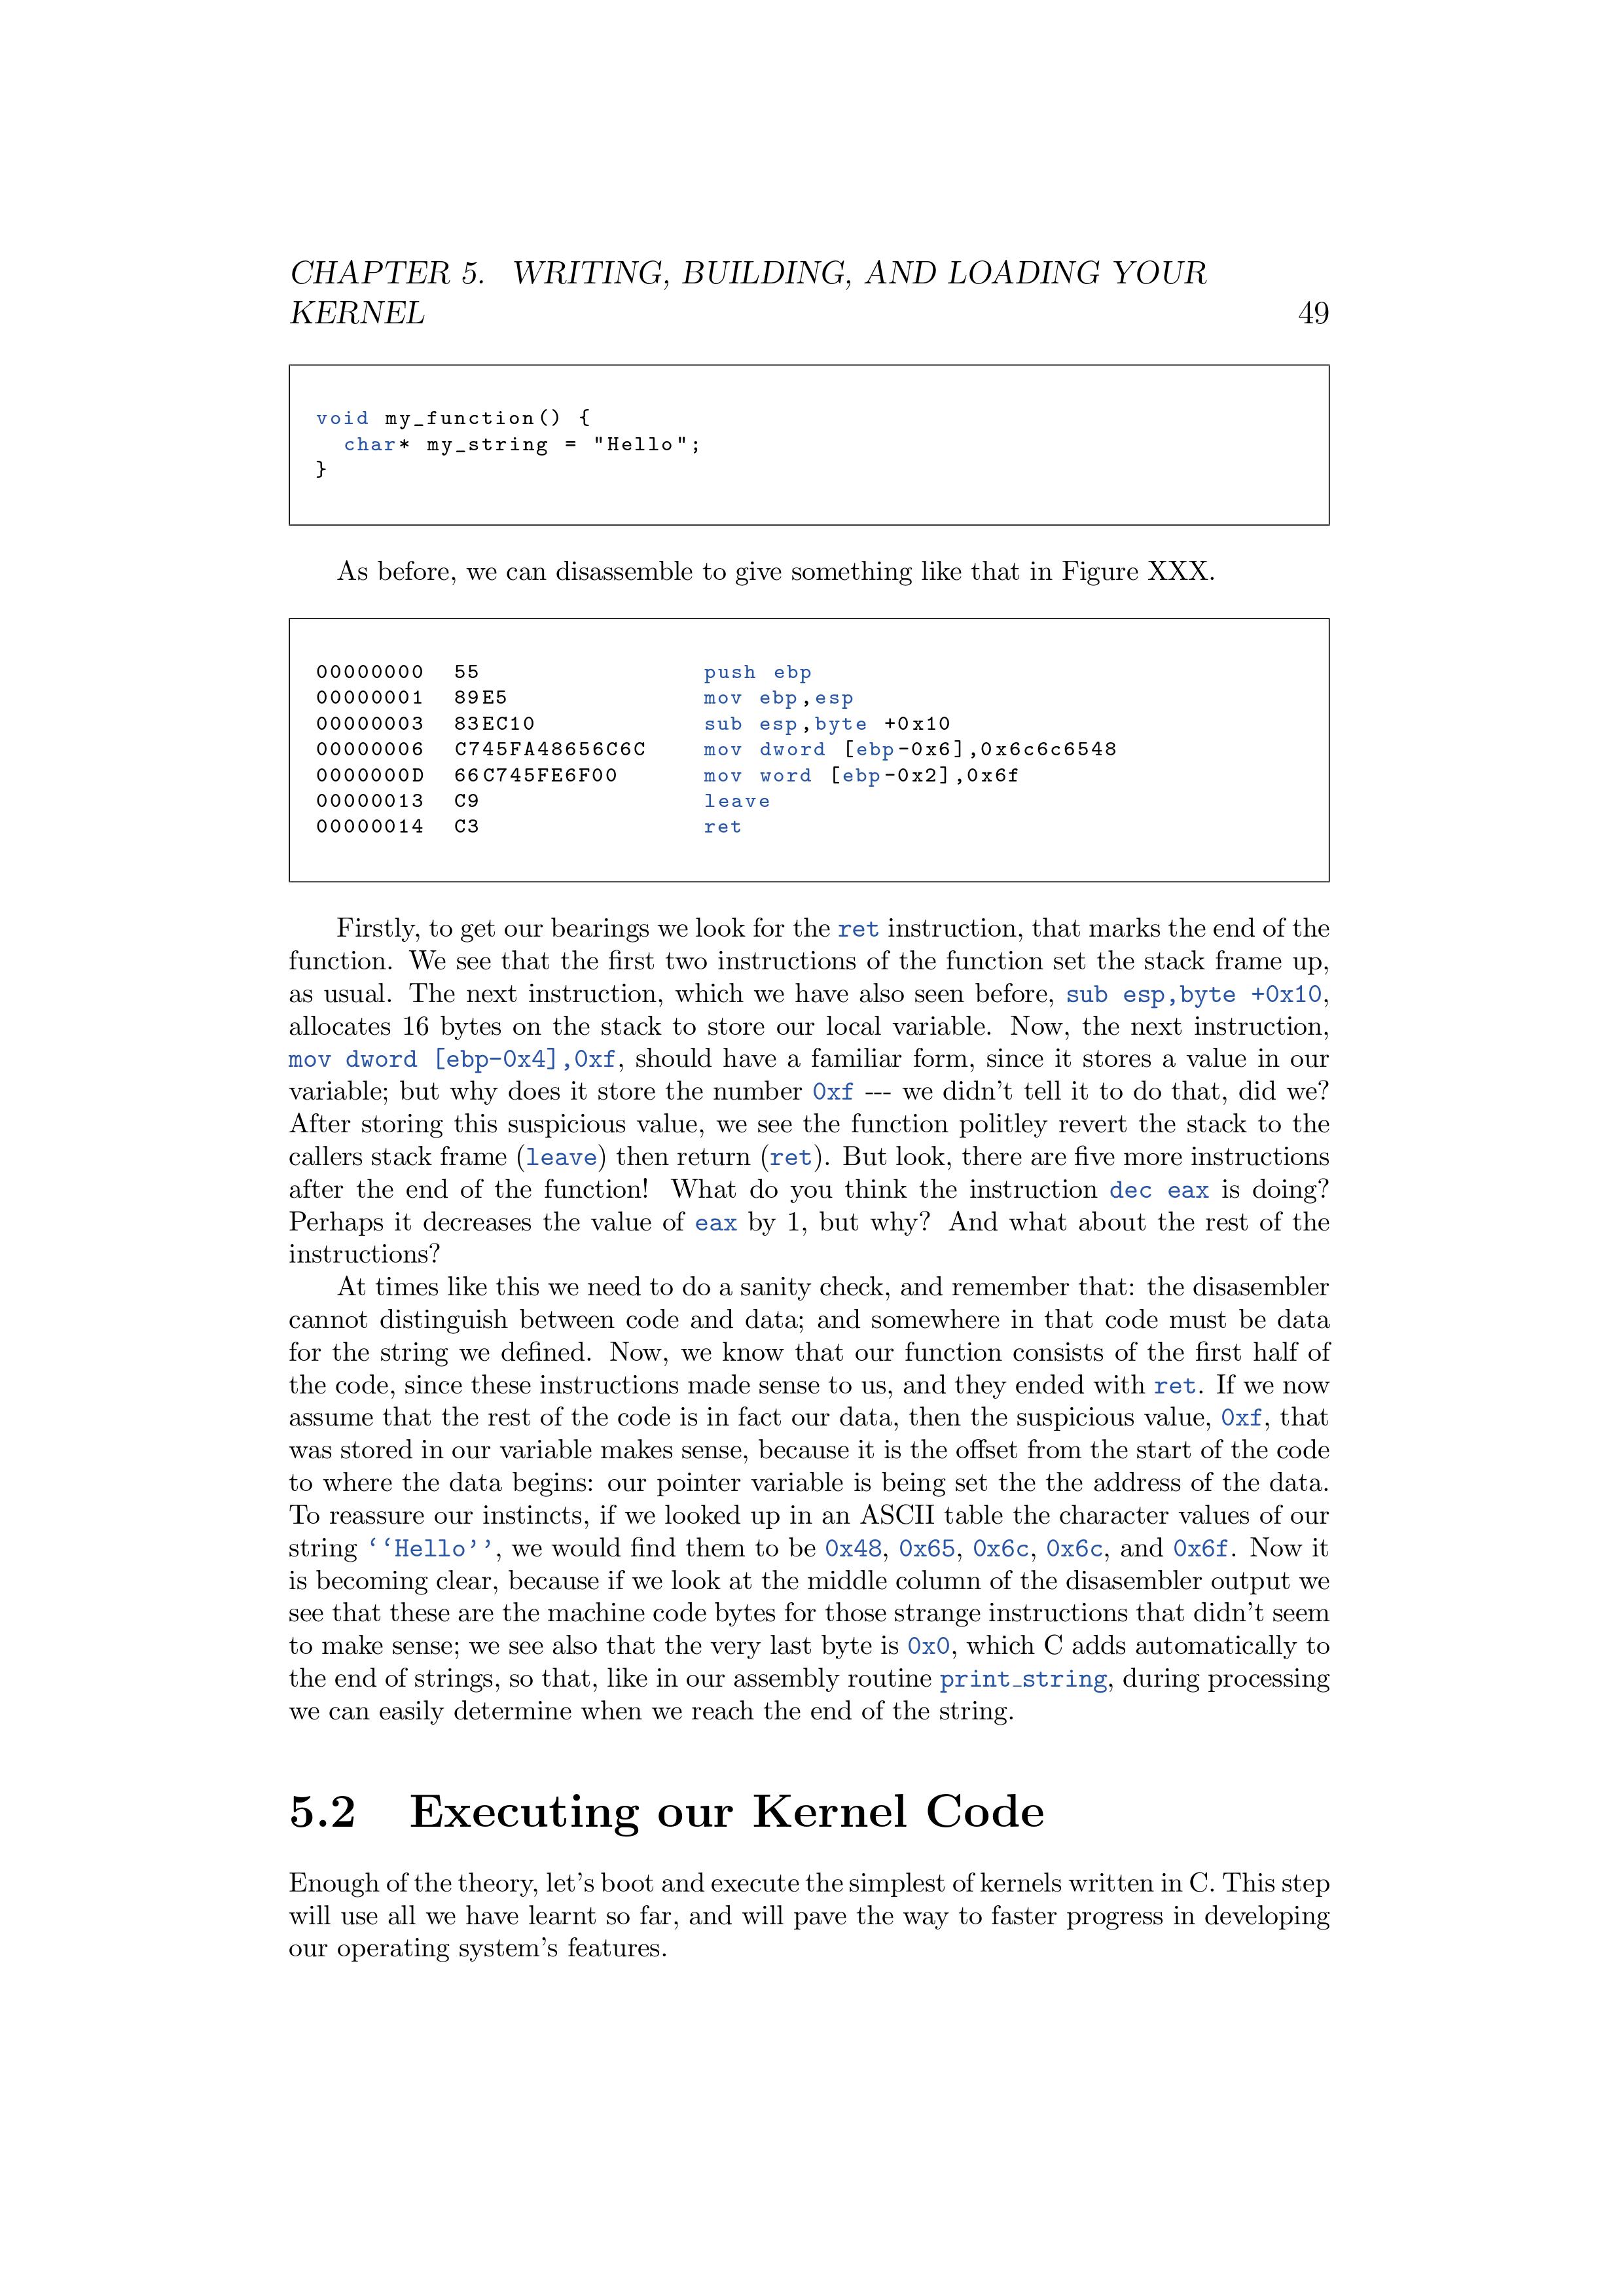 CHAPTER 5. WRITING, BUILDING, AND LOADING YOUR
KERNEL 49
void my_function() {
char* my_string = "Hello";
}
As before, we can disassemble to give something like that in Figure XXX.
00000000 55 push ebp
00000001 89E5 mov ebp,esp
00000003 83EC10 sub esp,byte +0x10
00000006 C745FA48656C6C mov dword [ebp-0x6],0x6c6c6548
0000000D 66C745FE6F00 mov word [ebp-0x2],0x6f
00000013 C9 leave
00000014 C3 ret
Firstly, to get our bearings we look for the ret instruction, that marks the end of the
function. We see that the first two instructions of the function set the stack frame up,
as usual. The next instruction, which we have also seen before, sub esp,byte +0x10,
allocates 16 bytes on the stack to store our local variable. Now, the next instruction,
mov dword [ebp-0x4],0xf, should have a familiar form, since it stores a value in our
variable; but why does it store the number 0xf --- we didn't tell it to do that, did we?
After storing this suspicious value, we see the function politley revert the stack to the
callers stack frame (leave) then return (ret). But look, there are five more instructions
after the end of the function! What do you think the instruction dec eax is doing?
Perhaps it decreases the value of eax by 1, but why? And what about the rest of the
instructions?
At times like this we need to do a sanity check, and remember that: the disasembler
cannot distinguish between code and data; and somewhere in that code must be data
for the string we defined. Now, we know that our function consists of the first half of
the code, since these instructions made sense to us, and they ended with ret. If we now
assume that the rest of the code is in fact our data, then the suspicious value, 0xf, that
was stored in our variable makes sense, because it is the offset from the start of the code
to where the data begins: our pointer variable is being set the the address of the data.
To reassure our instincts, if we looked up in an ASCII table the character values of our
string ‘‘Hello’’, we would find them to be 0x48, 0x65, 0x6c, 0x6c, and 0x6f. Now it
is becoming clear, because if we look at the middle column of the disasembler output we
see that these are the machine code bytes for those strange instructions that didn't seem
to make sense; we see also that the very last byte is 0x0, which C adds automatically to
the end of strings, so that, like in our assembly routine print_string, during processing
we can easily determine when we reach the end of the string.
5.2 Executing our Kernel Code
Enough of the theory, let's boot and execute the simplest of kernels written in C. This step
will use all we have learnt so far, and will pave the way to faster progress in developing
our operating system's features.